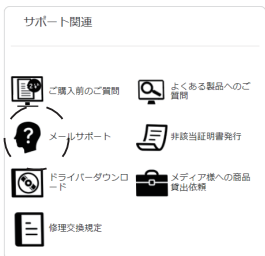 サポート関連
ご購入前のご質問
よくある製品へのご
質問
メールサポート
非該当証明書発行
ドライバーダウンロ
ード
メディア様への商品
貸出依頼
修理交換規定